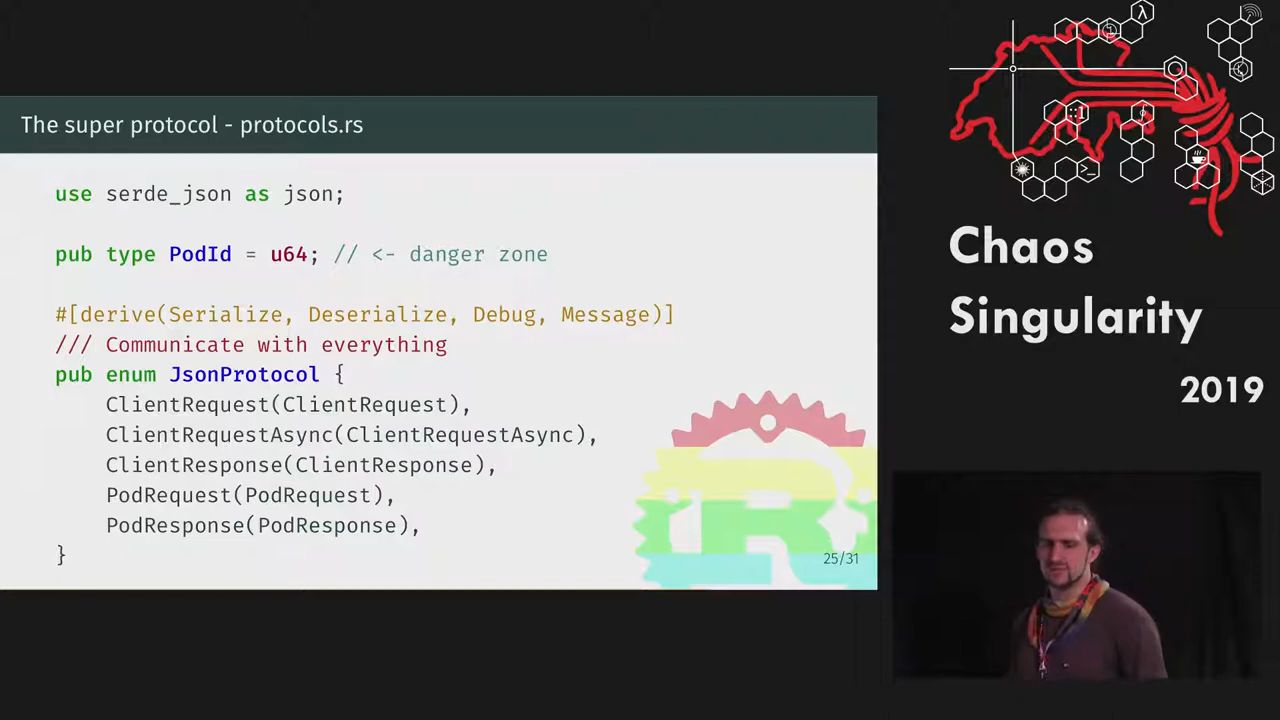 The super protocol - protocols.rs
use serde_json as json;
pub type PodId = u64; // <- danger zone
#[derive(Serialize, Deserialize, Debug, Message)]
/// Communicate with everything
pub enum JsonProtocol {
ClientRequest(ClientRequest),
ClientRequestAsync(ClientRequestAsync),
ClientResponse(ClientResponse),
PodRequest(PodRequest),
PodResponse(PodResponse),
}
25/31
Chaos
Singularity
2019